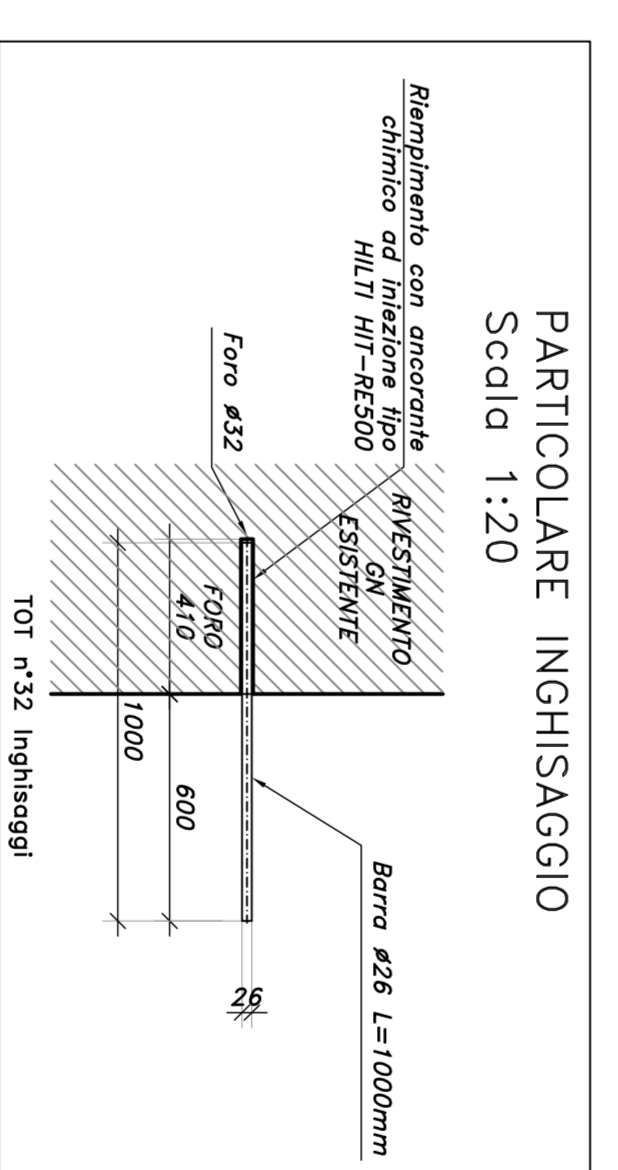 PARTICOLARE INGHISAGGIO
Scala 1:20
Riempimento con ancorante
chimico ad iniezione tipo
HILTI HIT-RE500
RIVESTIMENTO
GN
ESISTENTE
Barra ø26 L=1000mm
Foro ø32
FORO
410
600
1000
26
TOT n°32 Inghisaggi